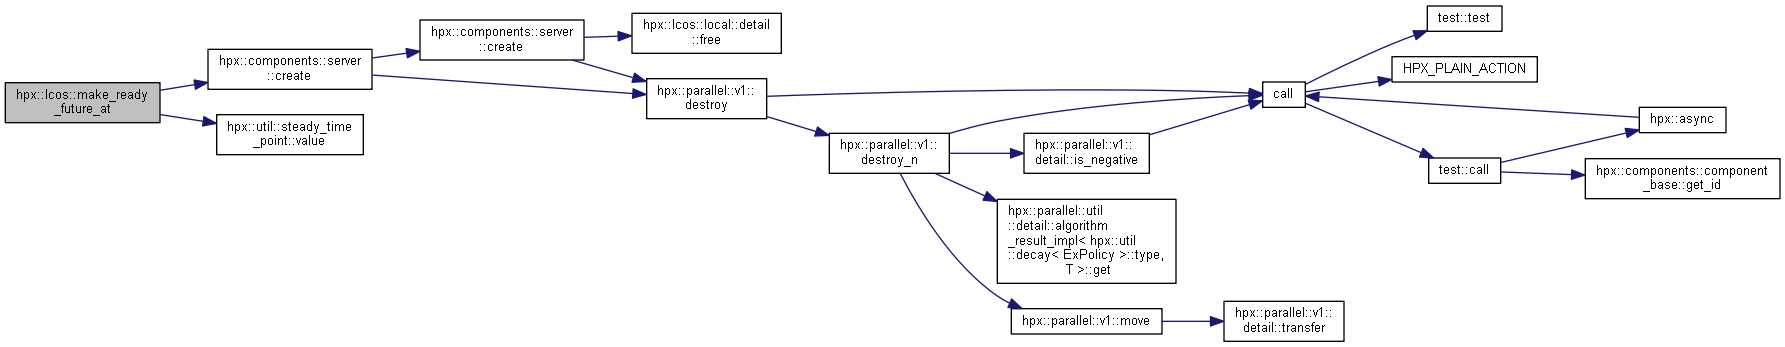 hpx::lcos::make_ready
_future_at
hpx::components::server
::create
hpx::util::steady_time
_point::value
hpx::components::server
::create
hpx::lcos::local::detail
::free
hpx::parallel::v1::
destroy
hpx::parallel::v1::
destroy_n
hpx::parallel::v1::
detail::is_negative
hpx::parallel::util
::detail::algorithm
_result_impl< hpx::util
::decay< ExPolicy >::type,
T >::get
hpx::parallel::v1::move
hpx::parallel::v1::
detail::transfer
call
test::test
HPX_PLAIN_ACTION
test::call
hpx::async
hpx::components::component
_base::get_id